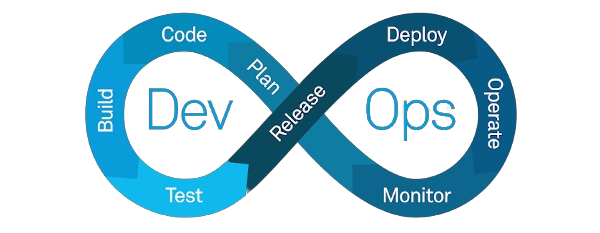 Code
Plan
Build
Dev
Test
Release
Deploy
Operate
Ops
Monitor